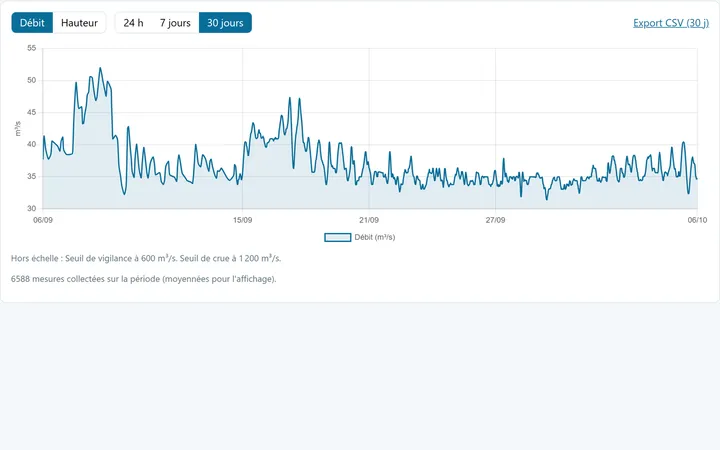 Débit Hauteur 24 h 7 jours 30 jours Export CSV (30 j)
55
50
45
40
35
30
m³/s
06/09 15/09 21/09 27/09 06/10
Débit (m³/s)
Hors échelle : Seuil de vigilance à 600 m³/s. Seuil de crue à 1 200 m³/s.
6588 mesures collectées sur la période (moyennées pour l'affichage).